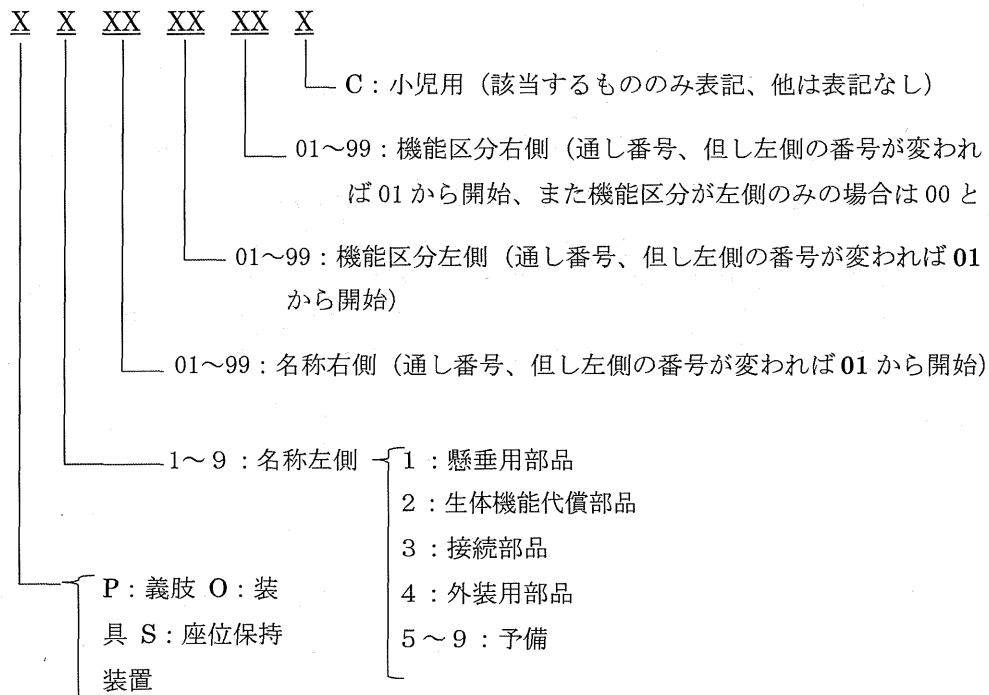 X X XX XX XX X
C：小児用（該当するもののみ表記、他は表記なし）
01～99：機能区分右側（通し番号、但し左側の番号が変われ
ば 01 から開始、また機能区分が左側のみの場合は 00 と
01～99：機能区分左側（通し番号、但し左側の番号が変われば 01
から開始）
01～99：名称右側（通し番号、但し左側の番号が変われば 01 から開始）
1～9：名称左側
1：懸垂用部品
2：生体機能代償部品
3：接続部品
4：外装用部品
5～9：予備
P：義肢 O：装
具 S：座位保持
装置